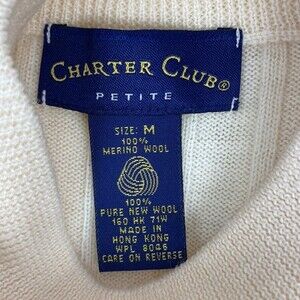 CHARTER CLUB®
PETITE
SIZE: M
100%
MERINO WOOL
100%
PURE NEW WOOL
160 HK 71W
MADE IN
HONG KONG
WPL 8046
CARE ON REVERSE